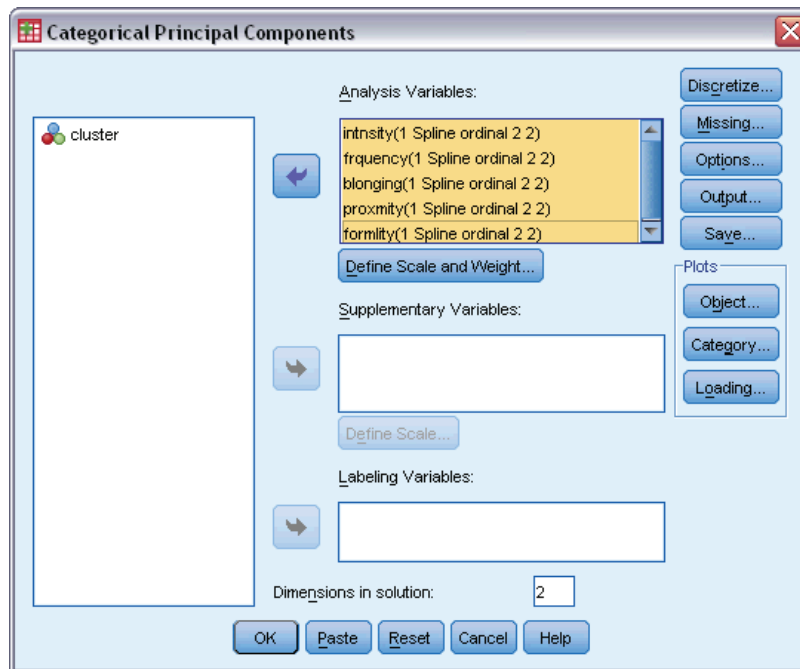 Categorical Principal Components
cluster
Analysis Variables:
intnsity(1 Spline ordinal 2 2)
frquency(1 Spline ordinal 2 2)
blonging(1 Spline ordinal 2 2)
proxmity(1 Spline ordinal 2 2)
formlity(1 Spline ordinal 2 2)
Define Scale and Weight...
Supplementary Variables:
Define Scale...
Labeling Variables:
Dimensions in solution: 2
Discretize...
Missing...
Options...
Output...
Save...
Plots
Object...
Category...
Loading...
OK Paste Reset Cancel Help